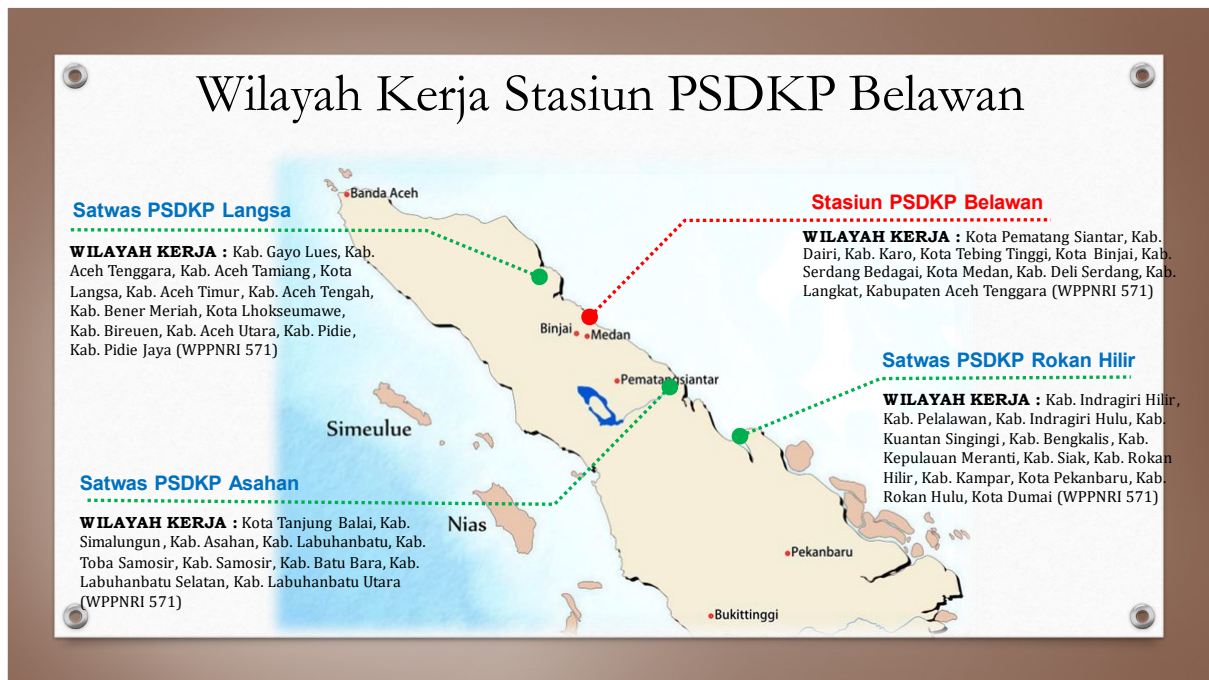 Wilayah Kerja Stasiun PSDKP Belawan
Banda Aceh
Satwas PSDKP Langsa
WILAYAH KERJA : Kab. Gayo Lues, Kab.
Aceh Tenggara, Kab. Aceh Tamiang , Kota
Langsa, Kab. Aceh Timur , Kab. Aceh Tengah,
Kab. Bener Meriah, Kota Lhokseumawe,
Kab. Bireuen, Kab. Aceh Utara, Kab. Pidie,
Kab. Pidie Jaya (WPPNRI 571)
Stasiun PSDKP Belawan
WILAYAH KERJA : Kota Pematang Siantar, Kab.
Dairi, Kab. Karo, Kota Tebing Tinggi, Kota Binjai, Kab.
Serdang Bedagai, Kota Medan, Kab. Deli Serdang, Kab.
Langkat, Kabupaten Aceh Tenggara (WPPNRI 571)
Binjai
Medan
Pematangsiantar
Satwas PSDKP Rokan Hilir
WILAYAH KERJA : Kab. Indragiri Hilir ,
Kab. Pelalawan, Kab. Indragiri Hulu, Kab.
Kuantan Singingi , Kab. Bengkalis, Kab.
Kepulauan Meranti, Kab. Siak, Kab. Rokan
Hilir , Kab. Kampar, Kota Pekanbaru, Kab.
Rokan Hulu, Kota Dumai (WPPNRI 571)
Simeulue
Satwas PSDKP Asahan
WILAYAH KERJA : Kota Tanjung Balai, Kab.
Simalungun , Kab. Asahan, Kab. Labuhanbatu, Kab.
Toba Samosir, Kab. Samosir, Kab. Batu Bara, Kab.
Labuhanbatu Selatan, Kab. Labuhanbatu Utara
(WPPNRI 571)
Nias
Pekanbaru
Bukittinggi